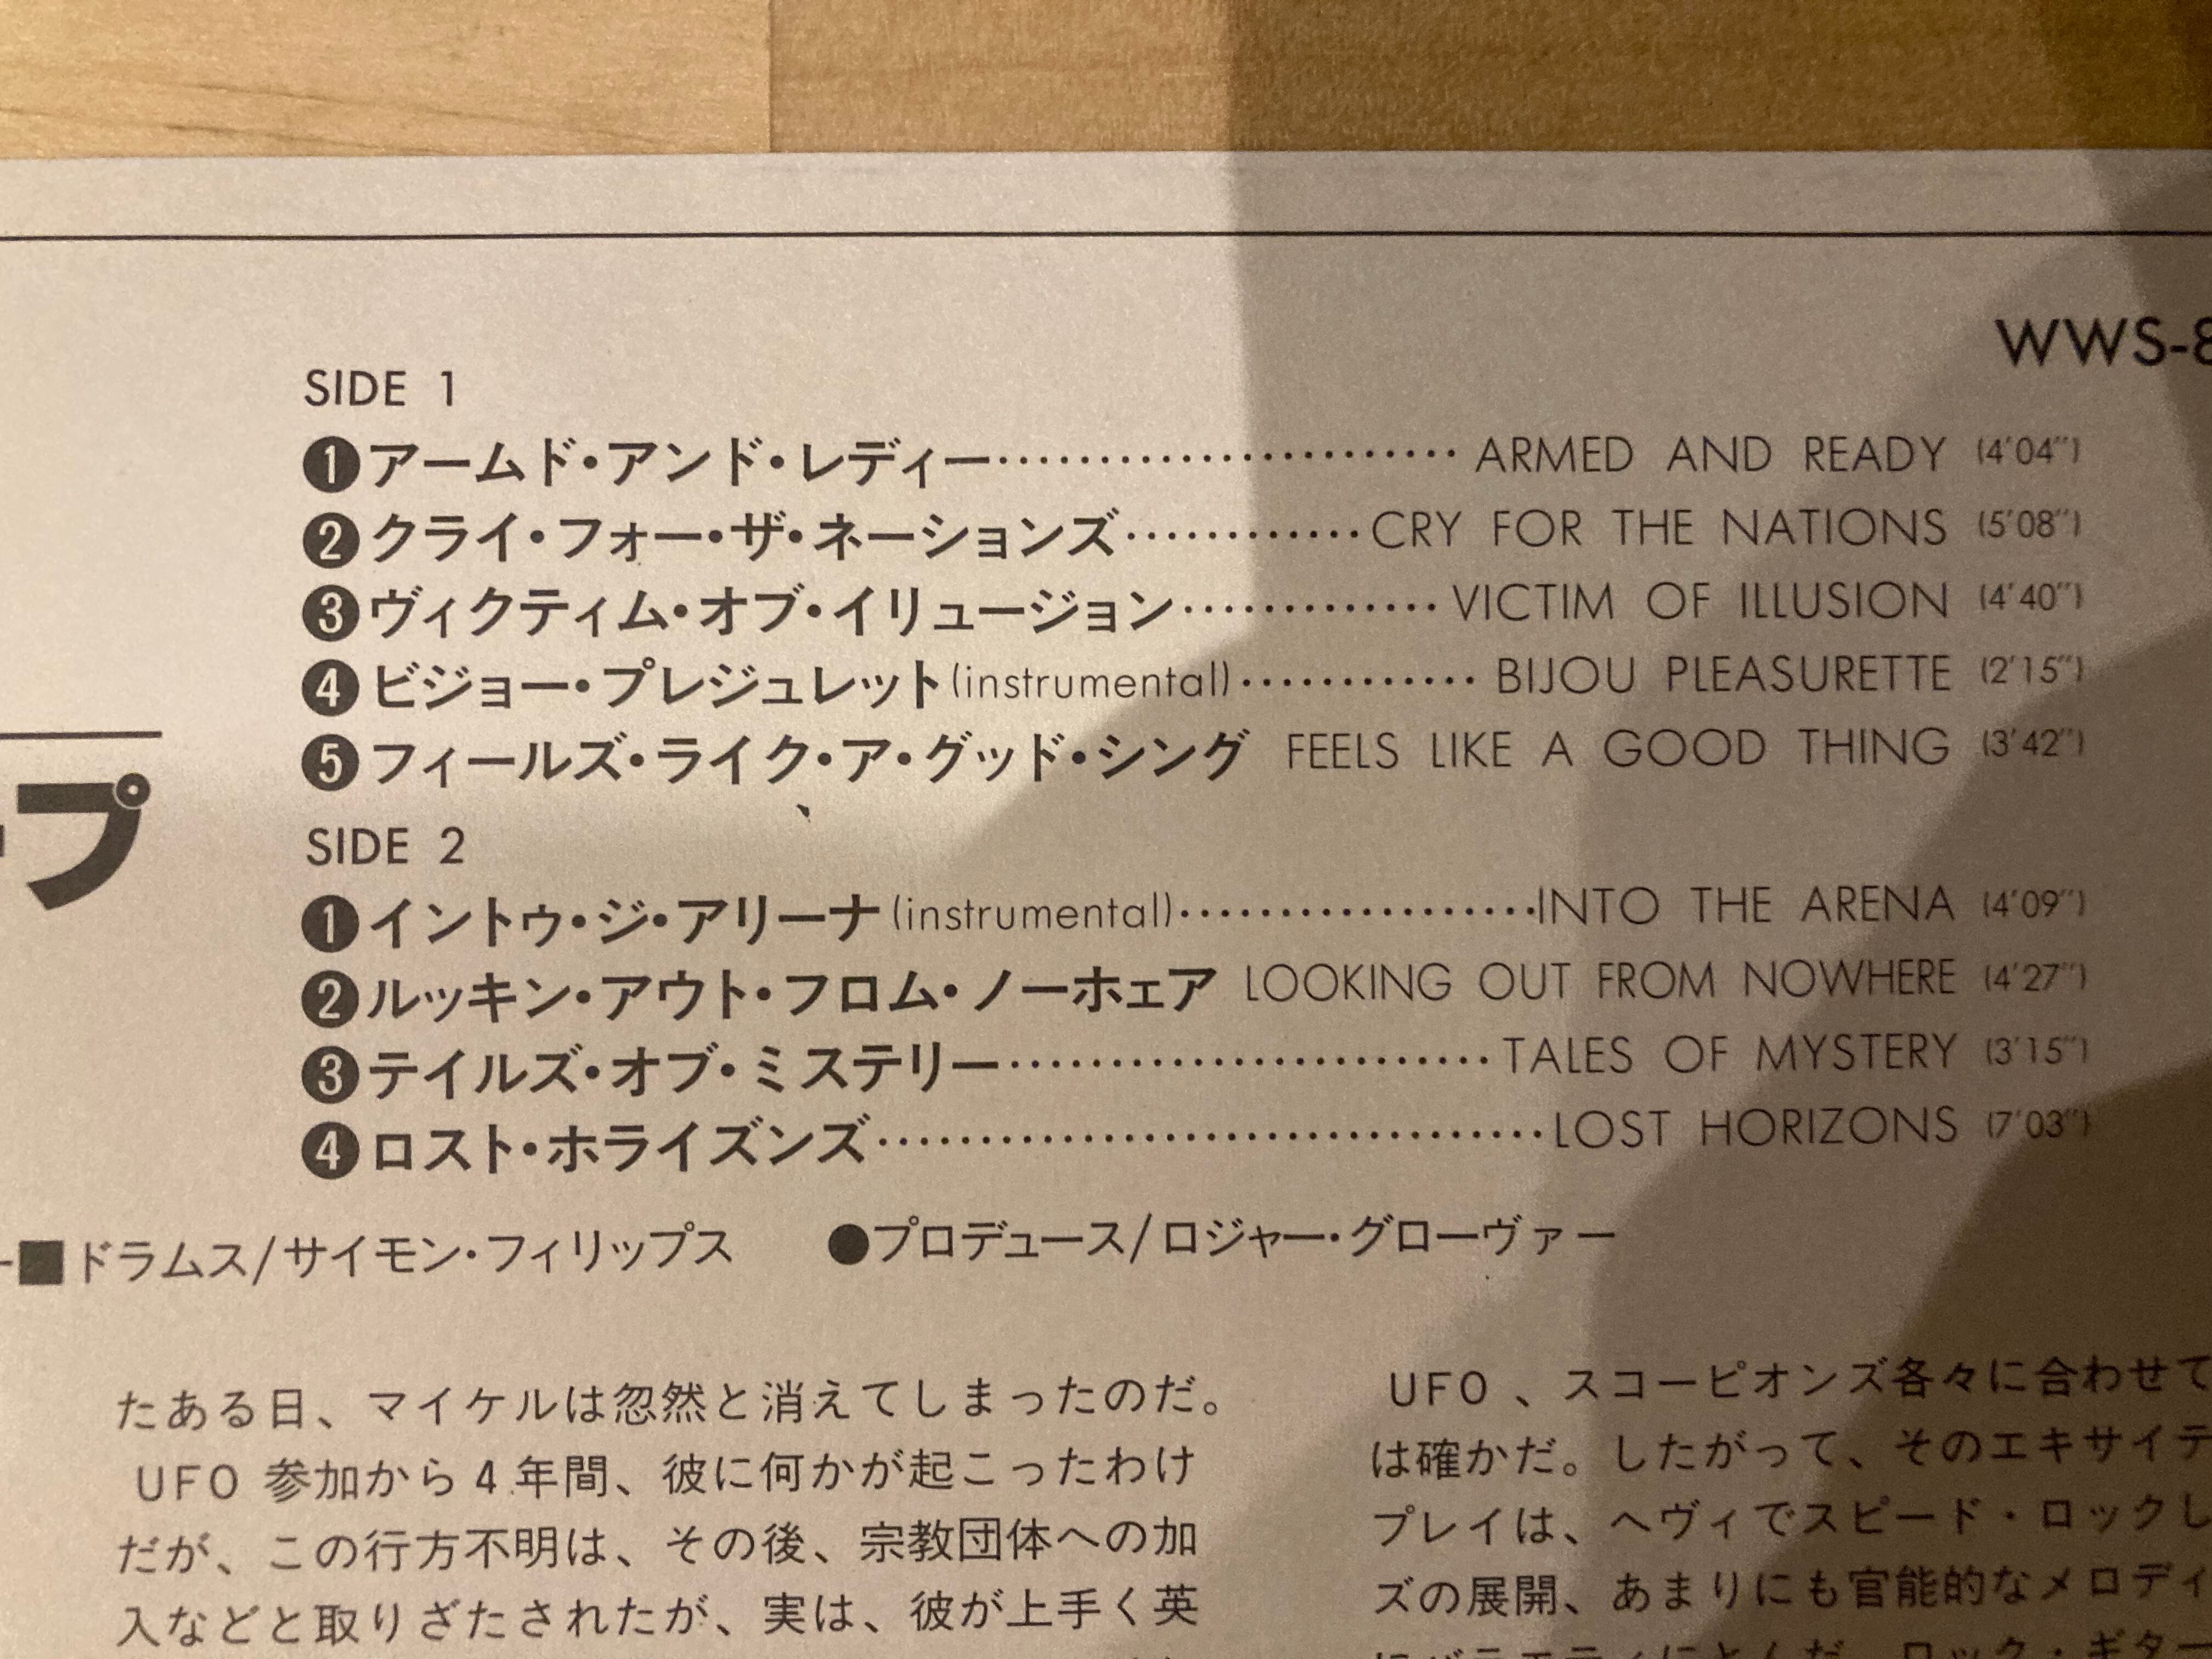 WWS-8
SIDE 1
❶アームド・アンド・レディー························ARMED AND READY (4'04")
❷クライ・フォー・ザ・ネーションズ············CRY FOR THE NATIONS (5'08")
❸ヴィクティム・オブ・イリュージョン·············VICTIM OF ILLUSION (4'40")
❹ビジョー・プレジュレット(instrumental)············BIJOU PLEASURETTE (2'15")
❺フィールズ・ライク・ア・グッド・シング FEELS LIKE A GOOD THING (3'42")
プ
SIDE 2
❶イントゥ・ジ・アリーナ(instrumental)··················INTO THE ARENA (4'09")
❷ルッキン・アウト・フロム・ノーホェア LOOKING OUT FROM NOWHERE (4'27")
❸テイルズ・オブ・ミステリー························TALES OF MYSTERY (3'15")
❹ロスト・ホライズンズ·································LOST HORIZONS (7'03")
ー■ドラムス/サイモン・フィリップス ●プロデュース/ロジャー・グローヴァー
たある日、マイケルは忽然と消えてしまったのだ。
UFO 参加から4年間、彼に何かが起こったわけ
だが、この行方不明は、その後、宗教団体への加
入などと取りざたされたが、実は、彼が上手く英
UFO、スコーピオンズ各々に合わせて
は確かだ。したがって、そのエキサイテ
プレイは、ヘヴィでスピード・ロックし
ズの展開、あまりにも官能的なメロディ